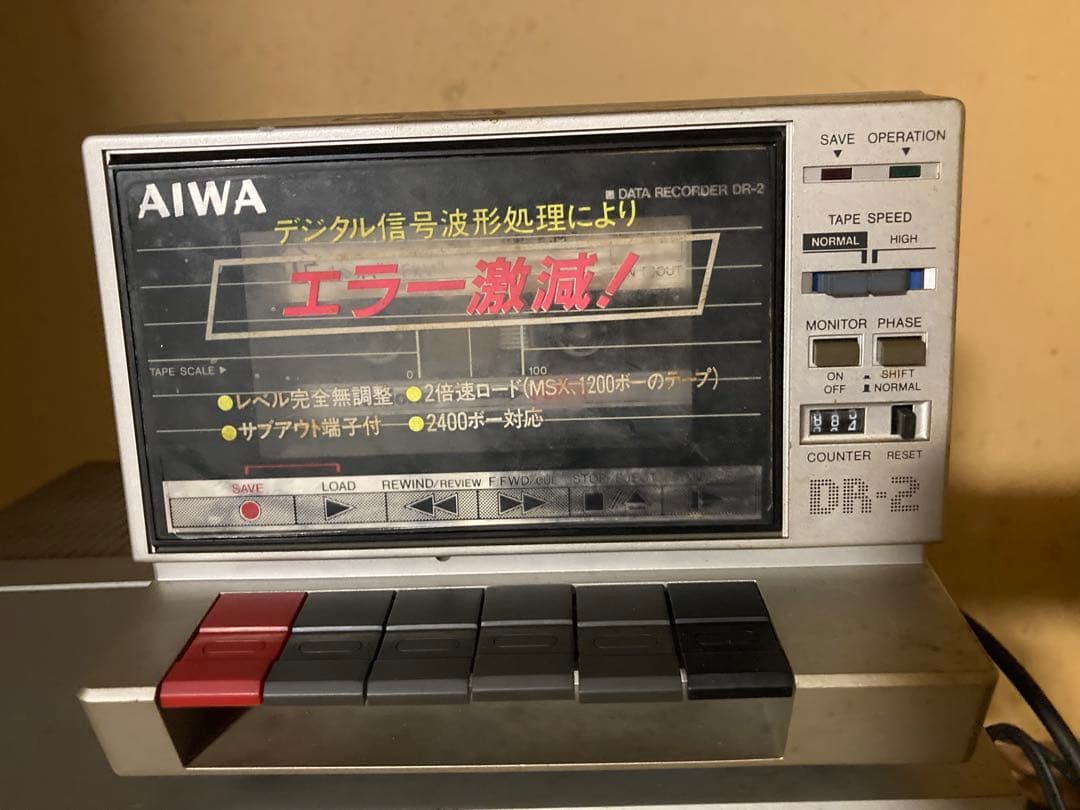 AIWA
DATA RECORDER DR-2
デジタル信号波形処理により
エラー激減!
TAPE SCALE ▶
0 100
レベル完全無調整
2倍速ロード(MSX、1200ボーのテープ)
サブアウト端子付
2400ボー対応
SAVE LOAD REWIND/REVIEW F.FWD/CUE STOP/EJECT
SAVE OPERATION
TAPE SPEED
NORMAL HIGH
MONITOR PHASE
ON SHIFT
OFF NORMAL
COUNTER RESET
DR-2